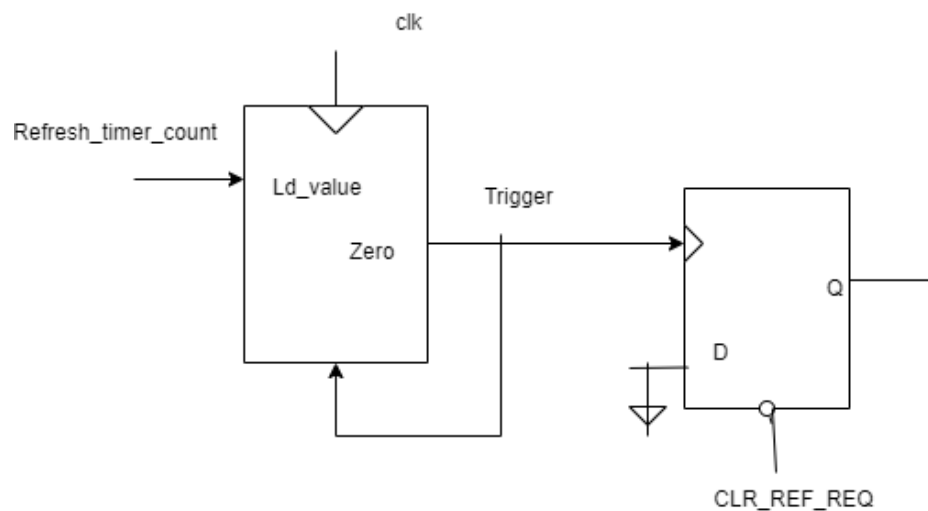 clk
Refresh_timer_count
Ld_value
Trigger
Zero
Q
D
CLR_REF_REQ